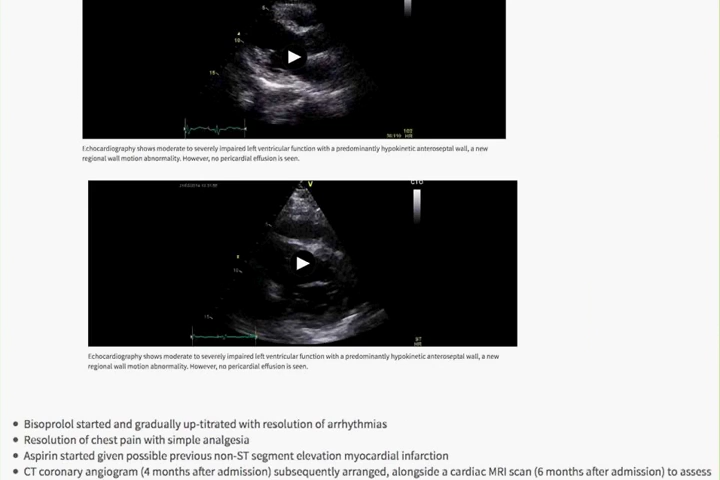 Echocardiography shows moderate to severely impaired left ventricular function with a predominantly hypokinetic anteroseptal wall, a new
regional wall motion abnormality. However, no pericardial effusion is seen.
V
Echocardiography shows moderate to severely impaired left ventricular function with a predominantly hypokinetic anteroseptal wall, a new
regional wall motion abnormality. However, no pericardial effusion is seen.
Bisoprolol started and gradually up-titrated with resolution of arrhythmias
Resolution of chest pain with simple analgesia
Aspirin started given possible previous non-ST segment elevation myocardial infarction
CT coronary angiogram (4 months after admission) subsequently arranged, alongside a cardiac MRI scan (6 months after admission) to assess